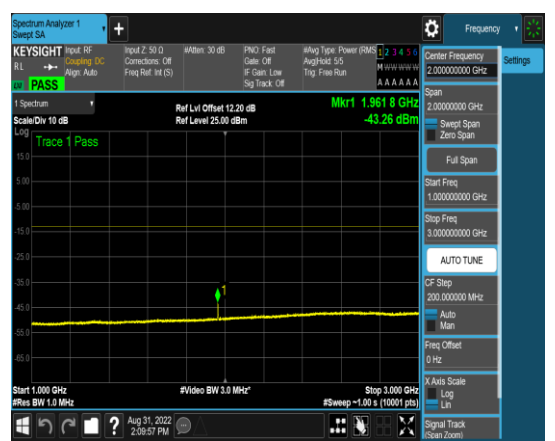 Spectrum Analyzer 1
Swept SA
Frequency
KEYSIGHT
RL
PASS
Input: RF
Coupling: DC
Align: Auto
Input Z: 50 Ω
Corrections: Off
Freq Ref: Int (S)
#Atten: 30 dB
PNO: Fast
Gate: Off
IF Gain: Low
Sig Track: Off
#Avg Type: Power (RMS
Avg|Hold: 5/5
Trig: Free Run
1 2 3 4 5 6
M W W W W W
A A A A A A
1 Spectrum
Scale/Div 10 dB
Ref Lvl Offset 12.20 dB
Ref Level 25.00 dBm
Mkr1 1.961 8 GHz
-43.26 dBm
Log
Trace 1 Pass
15.0
5.00
-5.00
-15.0
-25.0
-35.0
-45.0
-55.0
-65.0
1
Start 1.000 GHz
#Res BW 1.0 MHz
#Video BW 3.0 MHz*
Stop 3.000 GHz
#Sweep ~1.00 s (10001 pts)
Aug 31, 2022
2:09:57 PM
Center Frequency
2.000000000 GHz
Settings
Span
2.00000000 GHz
Swept Span
Zero Span
Full Span
Start Freq
1.000000000 GHz
Stop Freq
3.000000000 GHz
AUTO TUNE
CF Step
200.000000 MHz
Auto
Man
Freq Offset
0 Hz
X Axis Scale
Log
Lin
Signal Track
(Span Zoom)